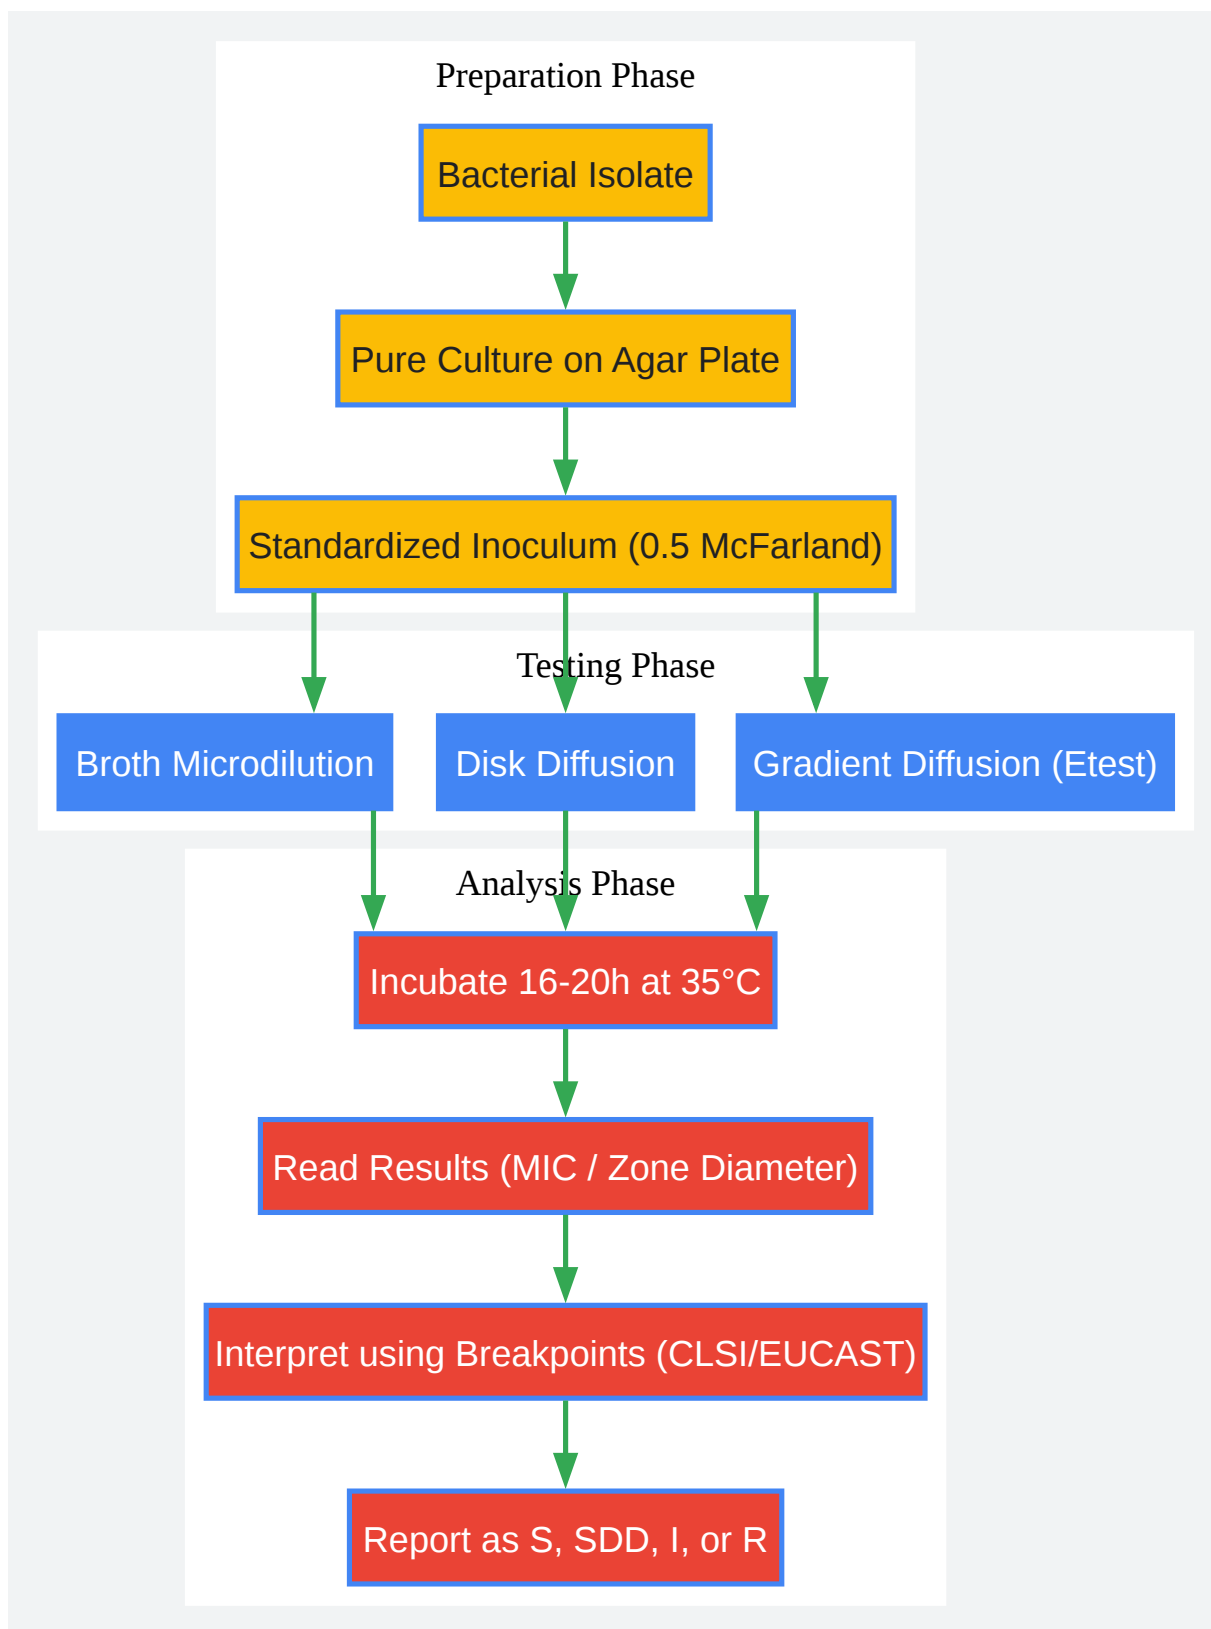 Preparation Phase
Bacterial Isolate
Pure Culture on Agar Plate
Standardized Inoculum (0.5 McFarland)
Testing Phase
Broth Microdilution
Disk Diffusion
Gradient Diffusion (Etest)
Analysis Phase
Incubate 16-20h at 35°C
Read Results (MIC / Zone Diameter)
Interpret using Breakpoints (CLSI/EUCAST)
Report as S, SDD, I, or R